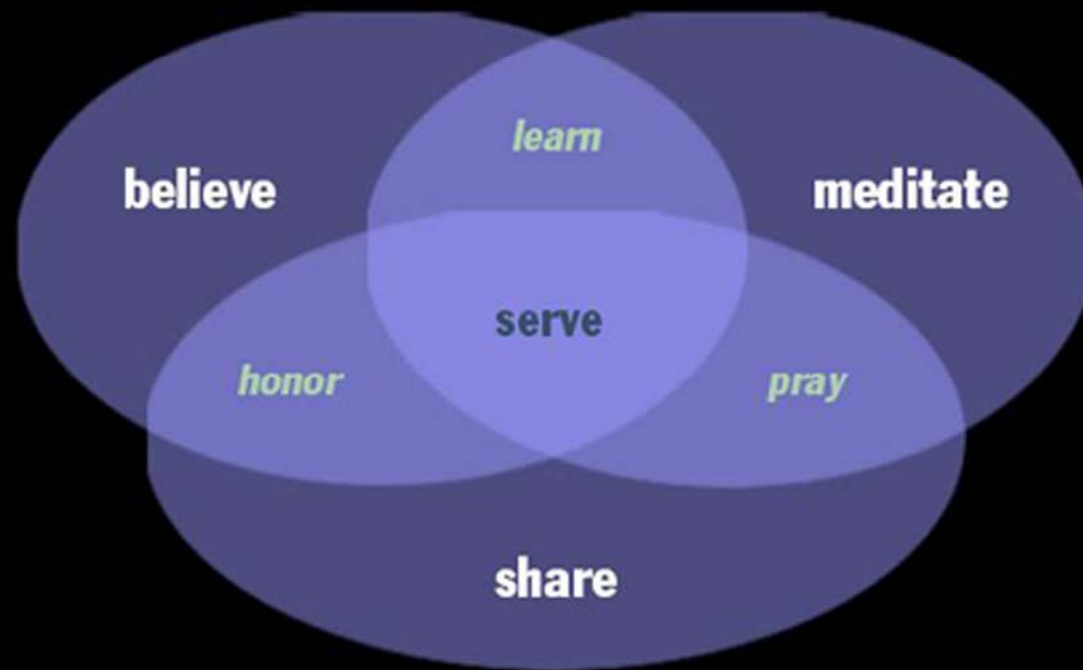 learn
believe
meditate
serve
honor
pray
share